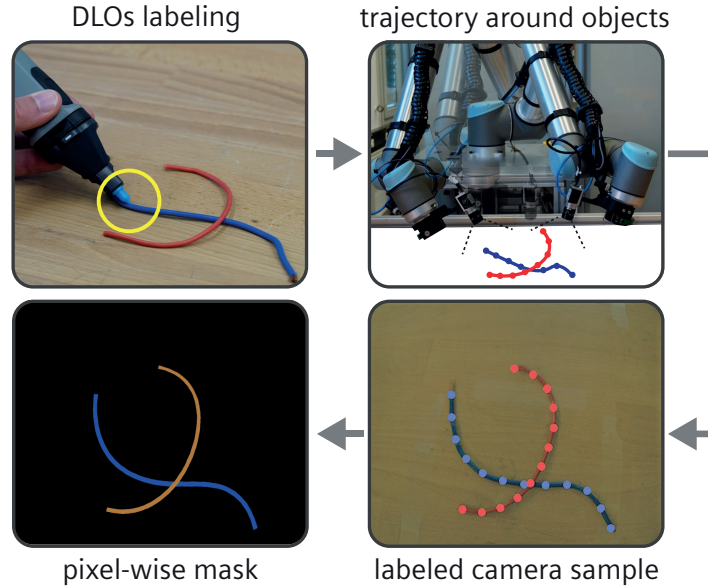 DLOs labeling
trajectory around objects
pixel-wise mask
labeled camera sample